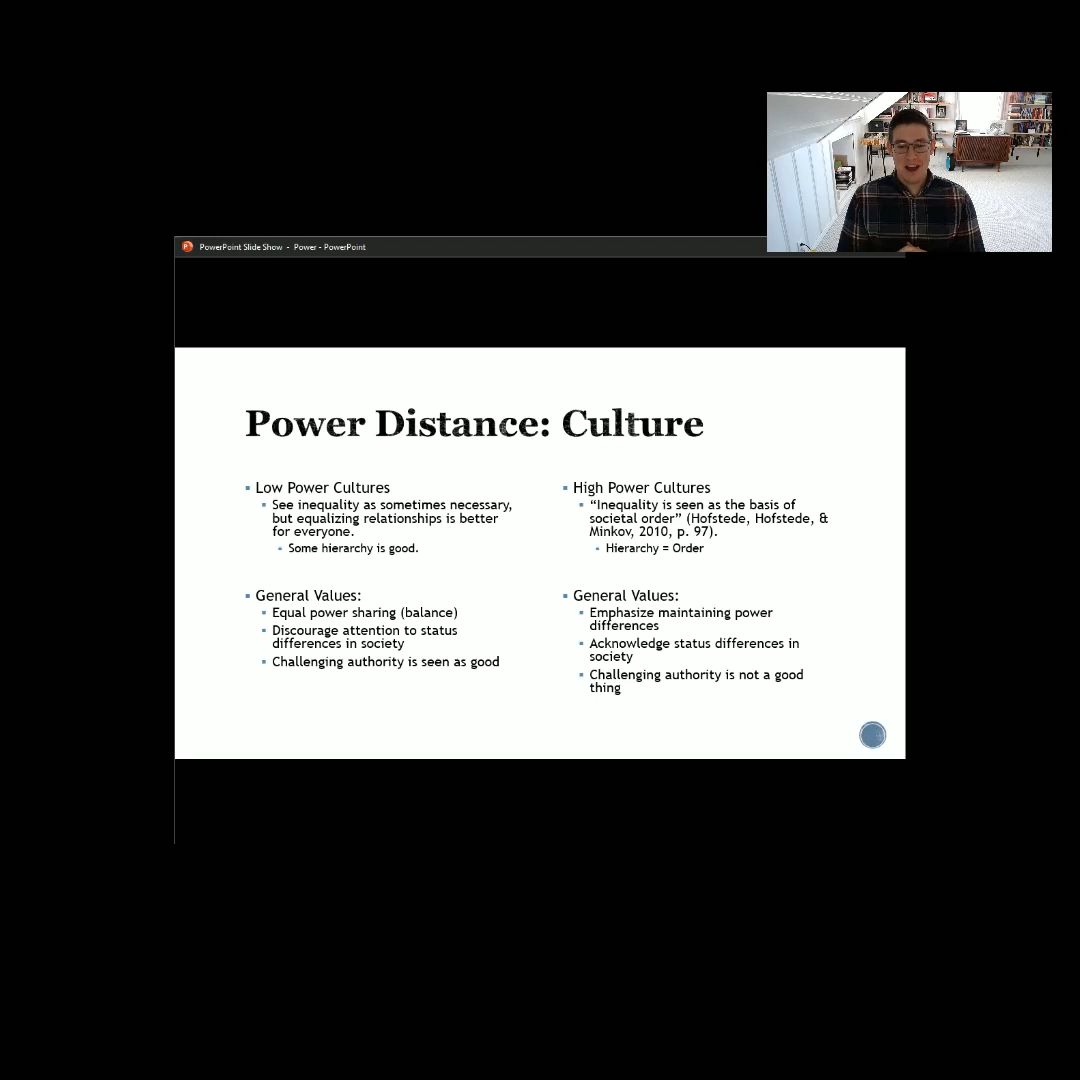 PowerPoint Slide Show - Power - PowerPoint
Power Distance: Culture
Low Power Cultures
See inequality as sometimes necessary,
but equalizing relationships is better
for everyone.
Some hierarchy is good.
General Values:
Equal power sharing (balance)
Discourage attention to status
differences in society
Challenging authority is seen as good
High Power Cultures
“Inequality is seen as the basis of
societal order” (Hofstede, Hofstede, &
Minkov, 2010, p. 97).
Hierarchy = Order
General Values:
Emphasize maintaining power
differences
Acknowledge status differences in
society
Challenging authority is not a good
thing